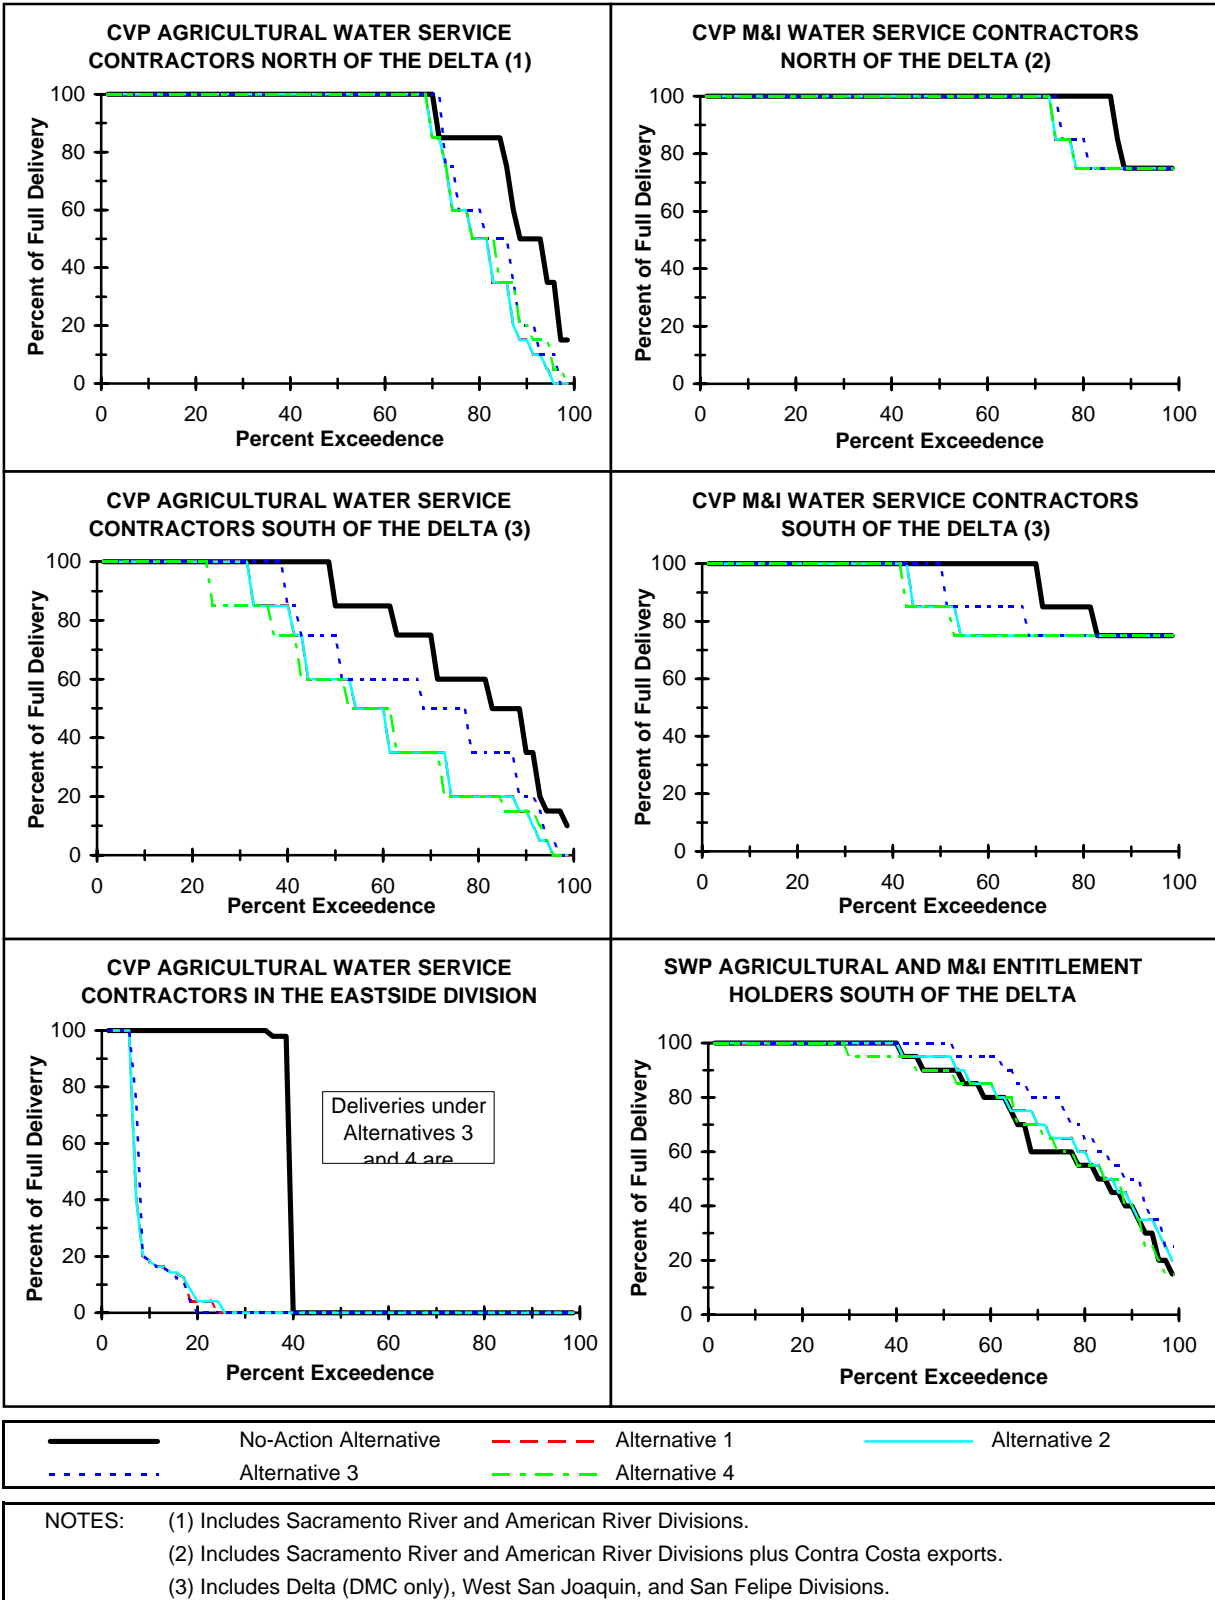 CVP AGRICULTURAL WATER SERVICE
CONTRACTORS NORTH OF THE DELTA (1)
100
80
60
40
20
0
0 20 40 60 80 100
Percent of Full Delivery
Percent Exceedence
CVP M&I WATER SERVICE CONTRACTORS
NORTH OF THE DELTA (2)
100
80
60
40
20
0
0 20 40 60 80 100
Percent of Full Delivery
Percent Exceedence
CVP AGRICULTURAL WATER SERVICE
CONTRACTORS SOUTH OF THE DELTA (3)
100
80
60
40
20
0
0 20 40 60 80 100
Percent of Full Delivery
Percent Exceedence
CVP M&I WATER SERVICE CONTRACTORS
SOUTH OF THE DELTA (3)
100
80
60
40
20
0
0 20 40 60 80 100
Percent of Full Delivery
Percent Exceedence
CVP AGRICULTURAL WATER SERVICE
CONTRACTORS IN THE EASTSIDE DIVISION
100
80
60
40
20
0
0 20 40 60 80 100
Percent of Full Deliverry
Percent Exceedence
Deliveries under
Alternatives 3
and 4 are
SWP AGRICULTURAL AND M&I ENTITLEMENT
HOLDERS SOUTH OF THE DELTA
100
80
60
40
20
0
0 20 40 60 80 100
Percent of Full Delivery
Percent Exceedence
No-Action Alternative Alternative 1 Alternative 2
Alternative 3 Alternative 4
NOTES: (1) Includes Sacramento River and American River Divisions.
(2) Includes Sacramento River and American River Divisions plus Contra Costa exports.
(3) Includes Delta (DMC only), West San Joaquin, and San Felipe Divisions.